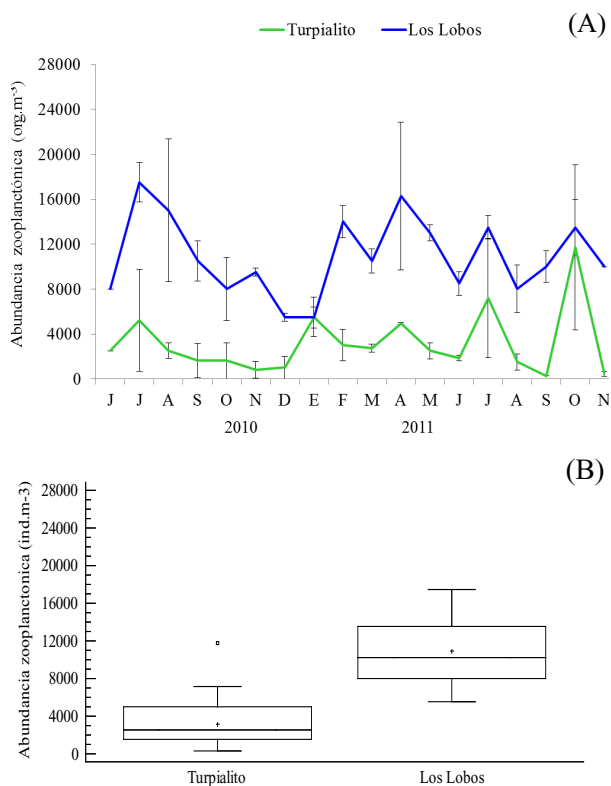 (A)
Turpialito Los Lobos
Abundancia zooplanctónica (org.m⁻³)
28000
24000
20000
16000
12000
8000
4000
0
J J A S O N D E F M A M J J A S O N
2010 2011
(B)
Abundancia zooplanctonica (ind.m-3)
28000
24000
20000
16000
12000
8000
4000
0
Turpialito Los Lobos